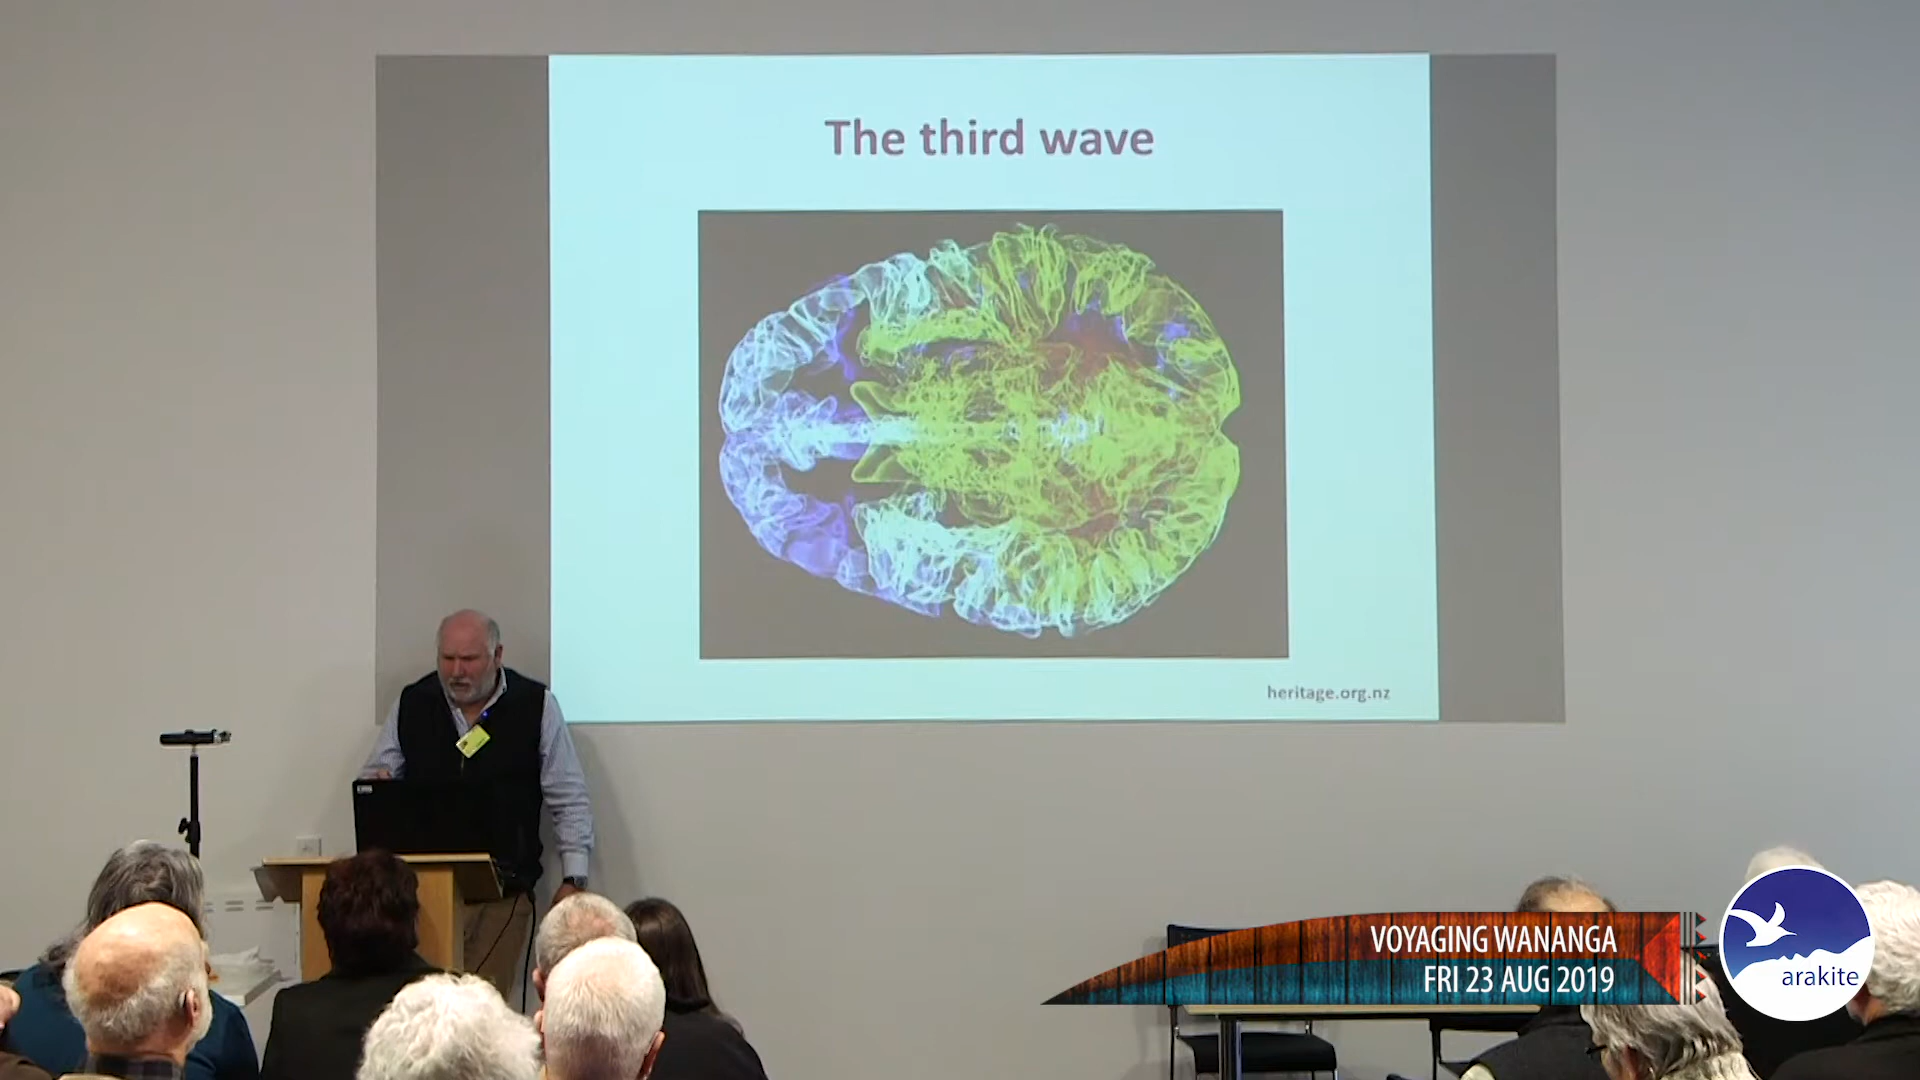 The third wave
heritage.org.nz
VOYAGING WANANGA
FRI 23 AUG 2019
arakite